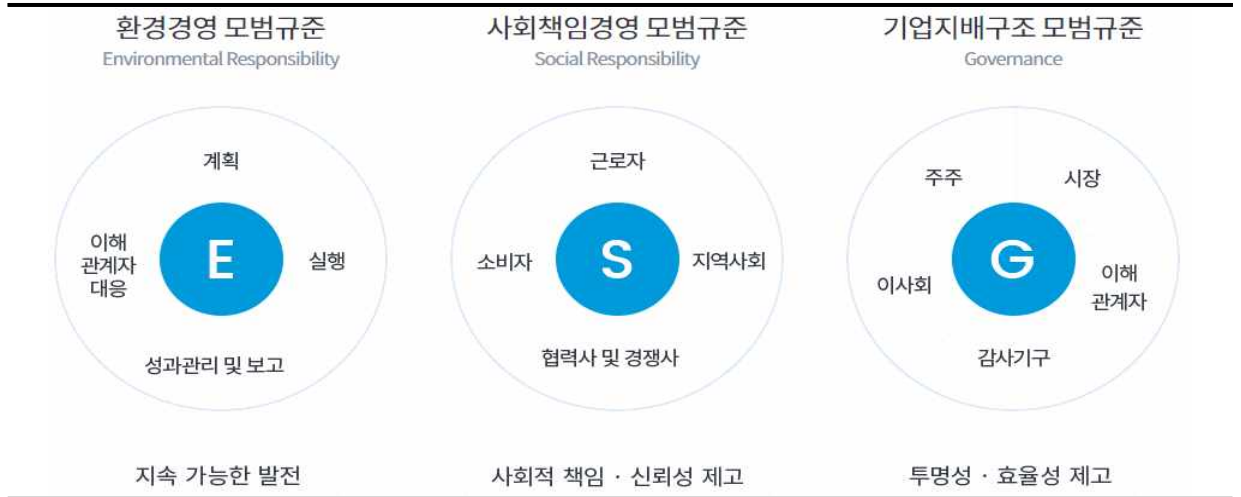 환경경영 모범규준
Environmental Responsibility
계획
이해
관계자
대응
E
실행
성과관리 및 보고
지속 가능한 발전
사회책임경영 모범규준
Social Responsibility
근로자
소비자
S
지역사회
협력사 및 경쟁사
사회적 책임 · 신뢰성 제고
기업지배구조 모범규준
Governance
주주
시장
이사회
G
이해
관계자
감사기구
투명성 · 효율성 제고